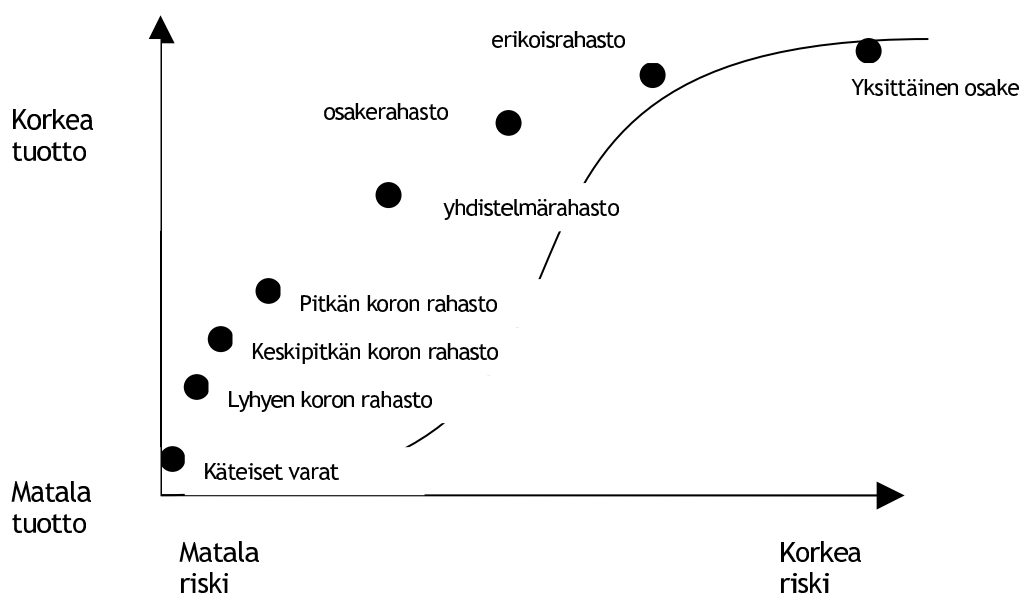 erikoisrahasto
Yksittäinen osake
osakerahasto
Korkea
tuotto
yhdistelmärahasto
Pitkän koron rahasto
Keskipitkän koron rahasto
Lyhyen koron rahasto
Käteiset varat
Matala
tuotto
Matala
riski
Korkea
riski